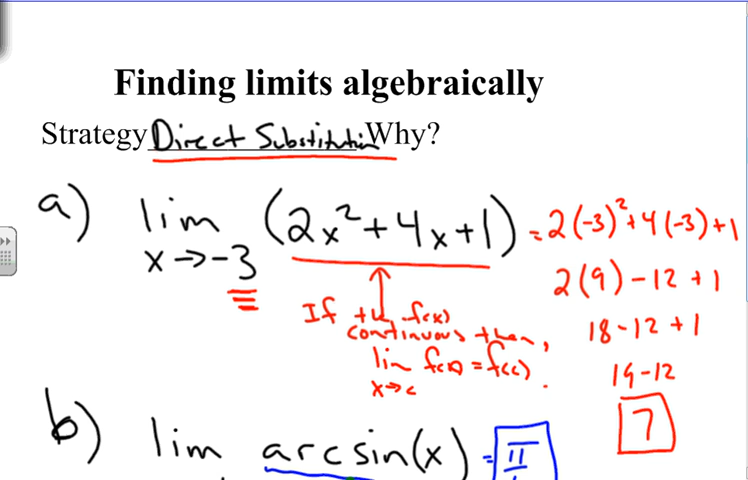 Finding limits algebraically
Strategy Direct Substitution Why?
a) lim (2x²+4x+1) = 2(-3)²+4(-3)+1
x→-3
2(9)-12+1
If the f(x)
continuous then,
18-12+1
lim f(x) = f(c).
x→c
19-12
7
b) lim arcsin(x) = π